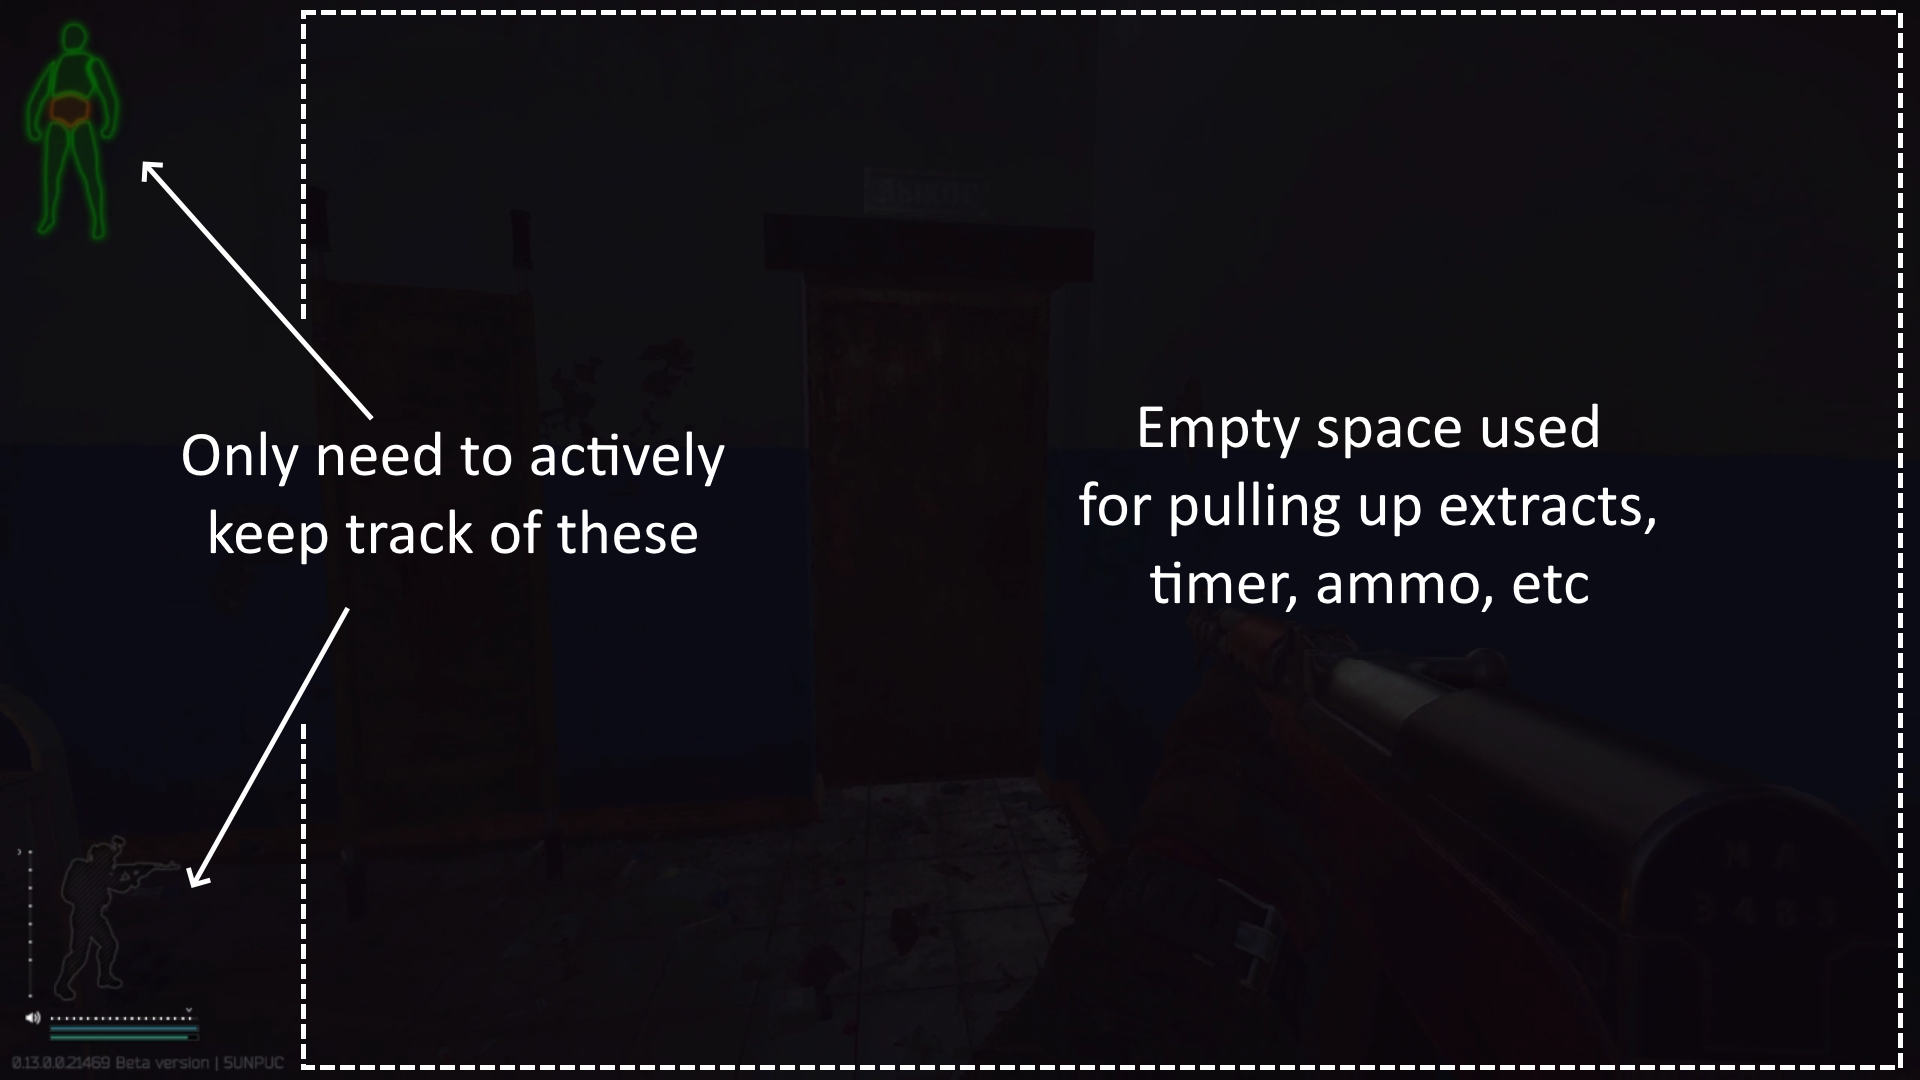 Only need to actively
keep track of these
Empty space used
for pulling up extracts,
timer, ammo, etc
0.13.0.0.21469 Beta version | 5UNPUC